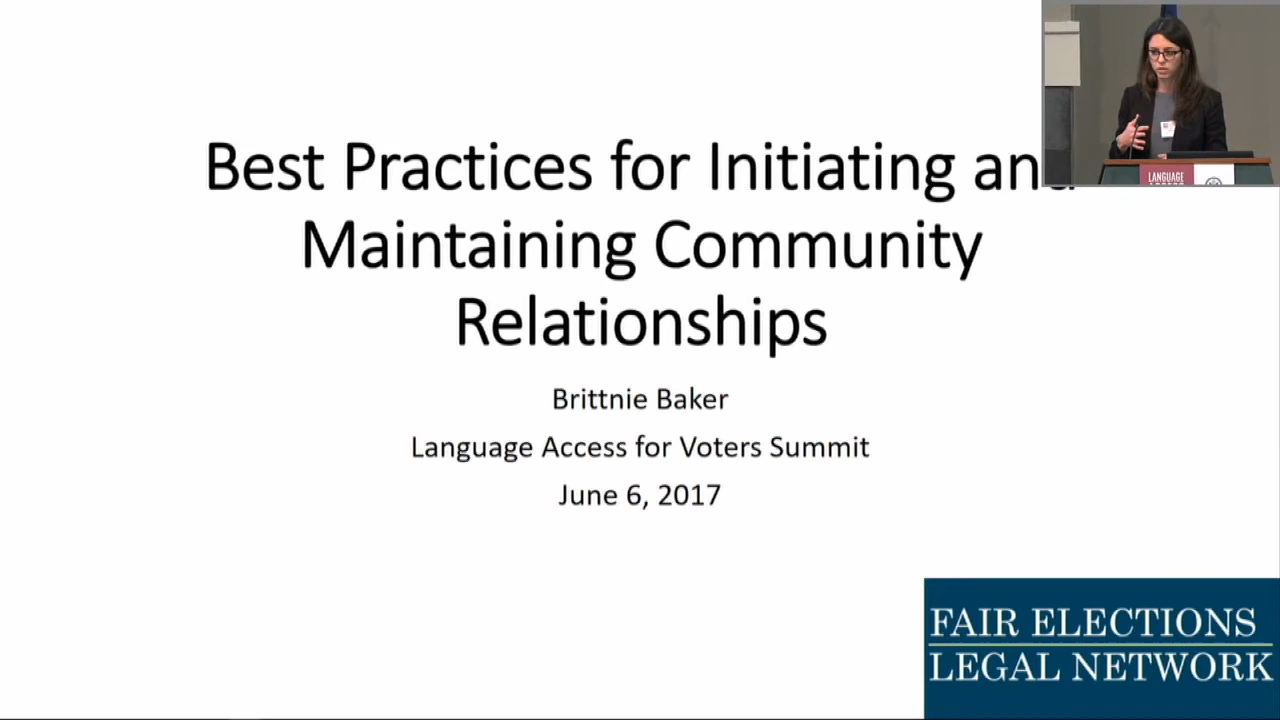 Best Practices for Initiating and
Maintaining Community
Relationships
Brittnie Baker
Language Access for Voters Summit
June 6, 2017
LANGUAGE
FAIR ELECTIONS
LEGAL NETWORK